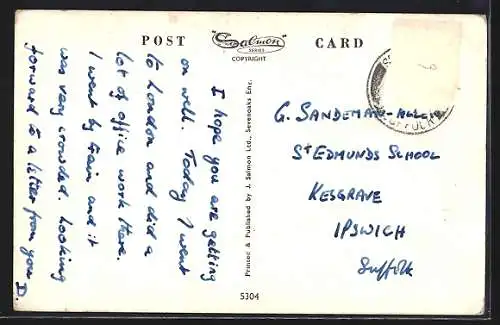 POST CARD
"Salmon"
SERIES
COPYRIGHT
I hope you are getting
on well. Today I went
to London and did a
lot of office work there.
I went by train and it
was very crowded. Looking
forward to a letter from you
D.
Printed & Published by J. Salmon Ltd., Sevenoaks Eng.
G. SANDEMAN-ALLEN
ST EDMUNDS SCHOOL
KESGRAVE
IPSWICH
Suffolk
SUFFOLK
5304